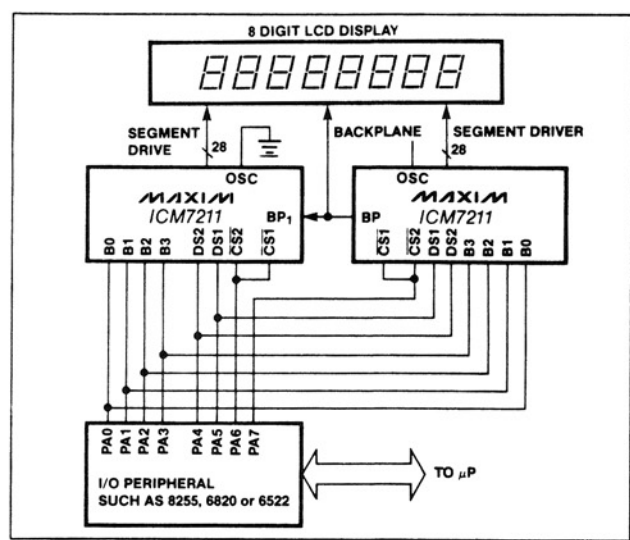 8 DIGIT LCD DISPLAY
88888888
SEGMENT DRIVE
28
BACKPLANE
SEGMENT DRIVER
28
OSC
MAXIM
ICM7211
BP1
B0 B1 B2 B3 DS2 DS1 CS2 CS1
OSC
MAXIM
ICM7211
BP
CS1 CS2 DS1 DS2 B3 B2 B1 B0
PA0 PA1 PA2 PA3 PA4 PA5 PA6 PA7
I/O PERIPHERAL
SUCH AS 8255, 6820 or 6522
TO μP